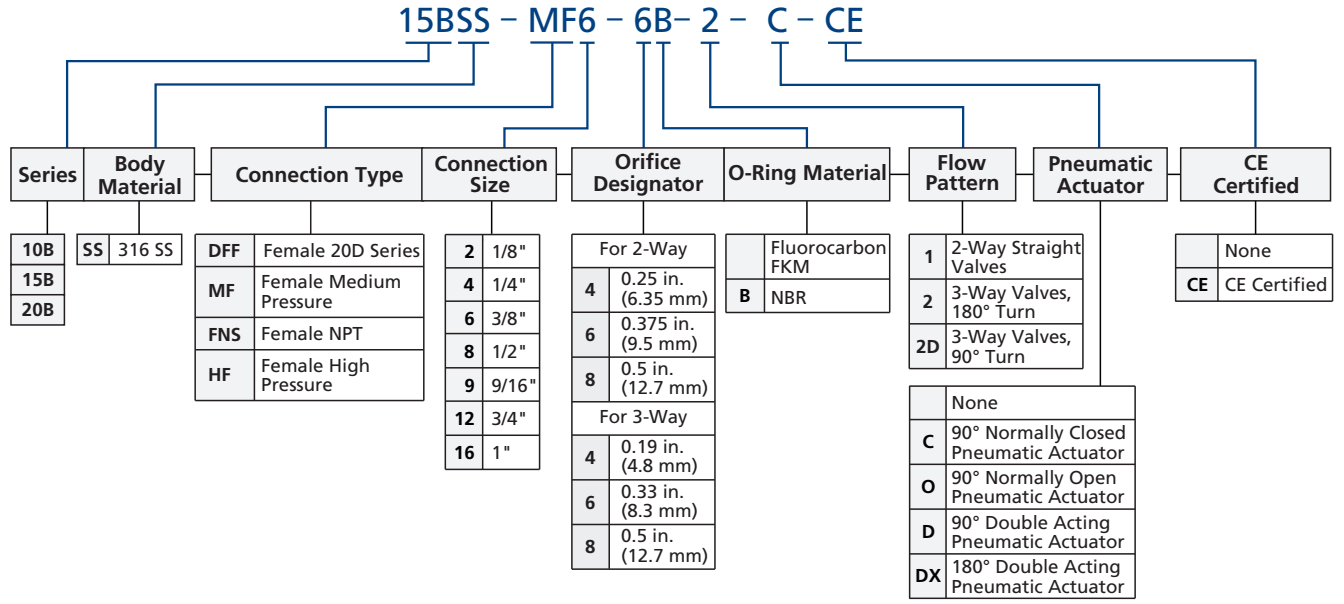 15BSS – MF6 – 6B – 2 – C – CE
Series
Body
Material
Connection Type
Connection
Size
Orifice
Designator
O-Ring Material
Flow
Pattern
Pneumatic
Actuator
CE
Certified
10B
15B
20B
SS 316 SS
DFF Female 20D Series
MF Female Medium
Pressure
FNS Female NPT
HF Female High
Pressure
2 1/8"
4 1/4"
6 3/8"
8 1/2"
9 9/16"
12 3/4"
16 1"
For 2-Way
4 0.25 in.
(6.35 mm)
6 0.375 in.
(9.5 mm)
8 0.5 in.
(12.7 mm)
For 3-Way
4 0.19 in.
(4.8 mm)
6 0.33 in.
(8.3 mm)
8 0.5 in.
(12.7 mm)
Fluorocarbon
FKM
B NBR
1 2-Way Straight
Valves
2 3-Way Valves,
180° Turn
2D 3-Way Valves,
90° Turn
None
C 90° Normally Closed
Pneumatic Actuator
O 90° Normally Open
Pneumatic Actuator
D 90° Double Acting
Pneumatic Actuator
DX 180° Double Acting
Pneumatic Actuator
None
CE CE Certified